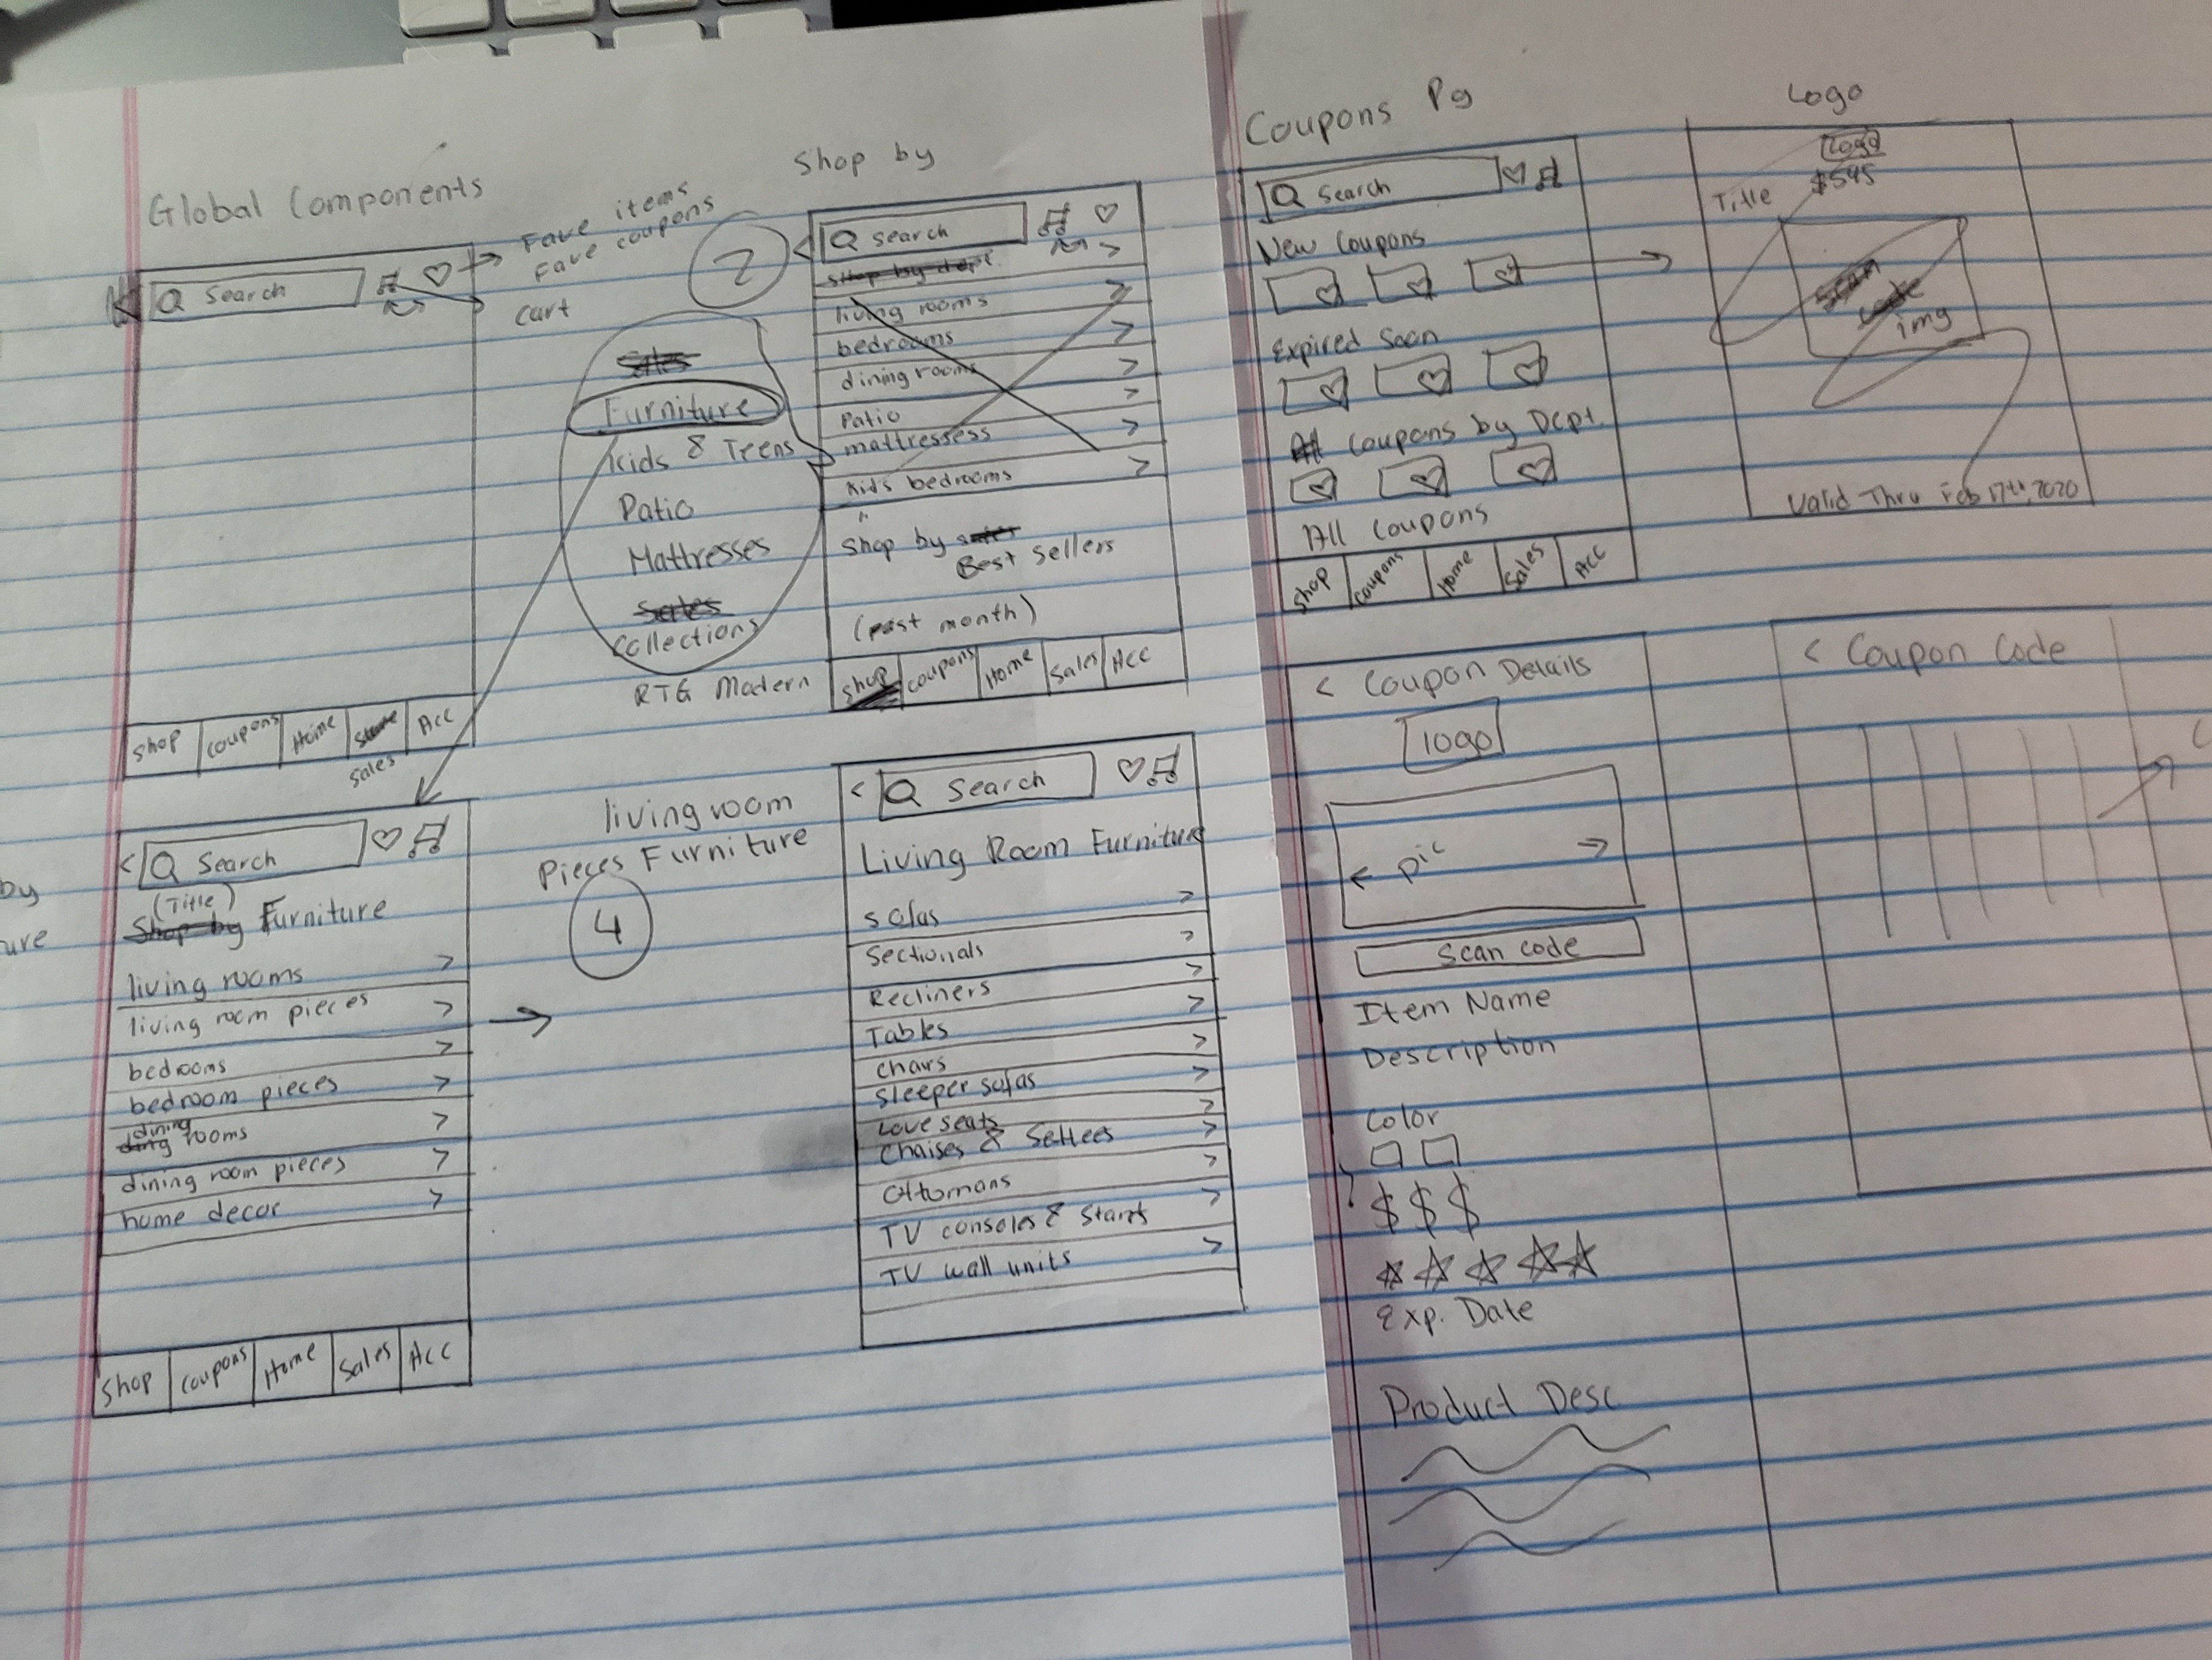 Global Components
Search
Fave items
Fave coupons
cart
Shop
Coupons
Home
Store
Sales
Acc
Shop by
2
Search
Shop by dept.
living rooms
bedrooms
dining rooms
Patio
mattressess
kids bedrooms
Shop by sales
Best Sellers
(past month)
Shop
Coupons
Home
Sales
Acc
Sales
Furniture
Kids & Teens
Patio
Mattresses
Sales
Collections
RTG Modern
by
ure
Search
(Title)
Shop by Furniture
living rooms
living room pieces
bedrooms
bedroom pieces
dining
ding rooms
dining room pieces
home decor
Shop
Coupons
Home
Sales
Acc
living room
Pieces Furniture
4
Search
Living Room Furniture
sofas
Sectionals
Recliners
Tables
chairs
Sleeper sofas
Love seats
Chaises & Settees
Ottomans
TV consoles &
TV wall units
Coupons Pg
Search
New Coupons
Expired Soon
All Coupons by Dept.
All Coupons
Shop
Coupons
Home
Sales
Acc
Logo
Logo
$595
Title
Scan
code
img
Valid Thru Feb 17th, 2020
< Coupon Details
logo
pic
Scan code
Item Name
Description
Color
$ $ $
Exp. Date
Product Desc
< Coupon Code